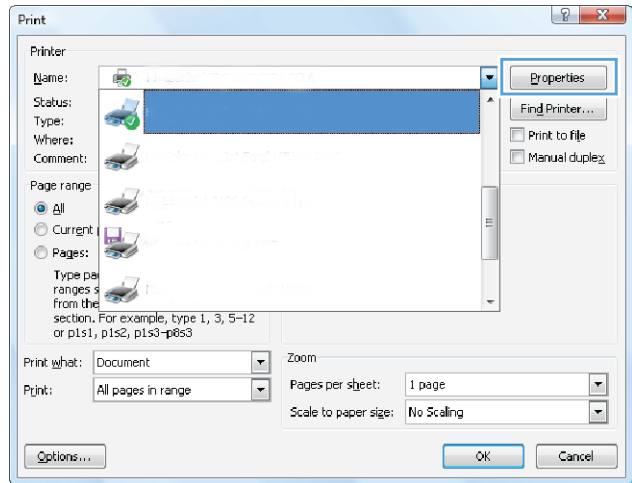 Print
Printer
Name:
Properties
Status:
Find Printer...
Type:
Where:
Print to file
Comment:
Manual duplex
Page range
All
Current
Pages:
Type
ranges
from the
section. For example, type 1, 3, 5–12
or p1s1, p1s2, p1s3–p8s3
Print what:
Document
Print:
All pages in range
Zoom
Pages per sheet:
1 page
Scale to paper size:
No Scaling
Options...
OK
Cancel